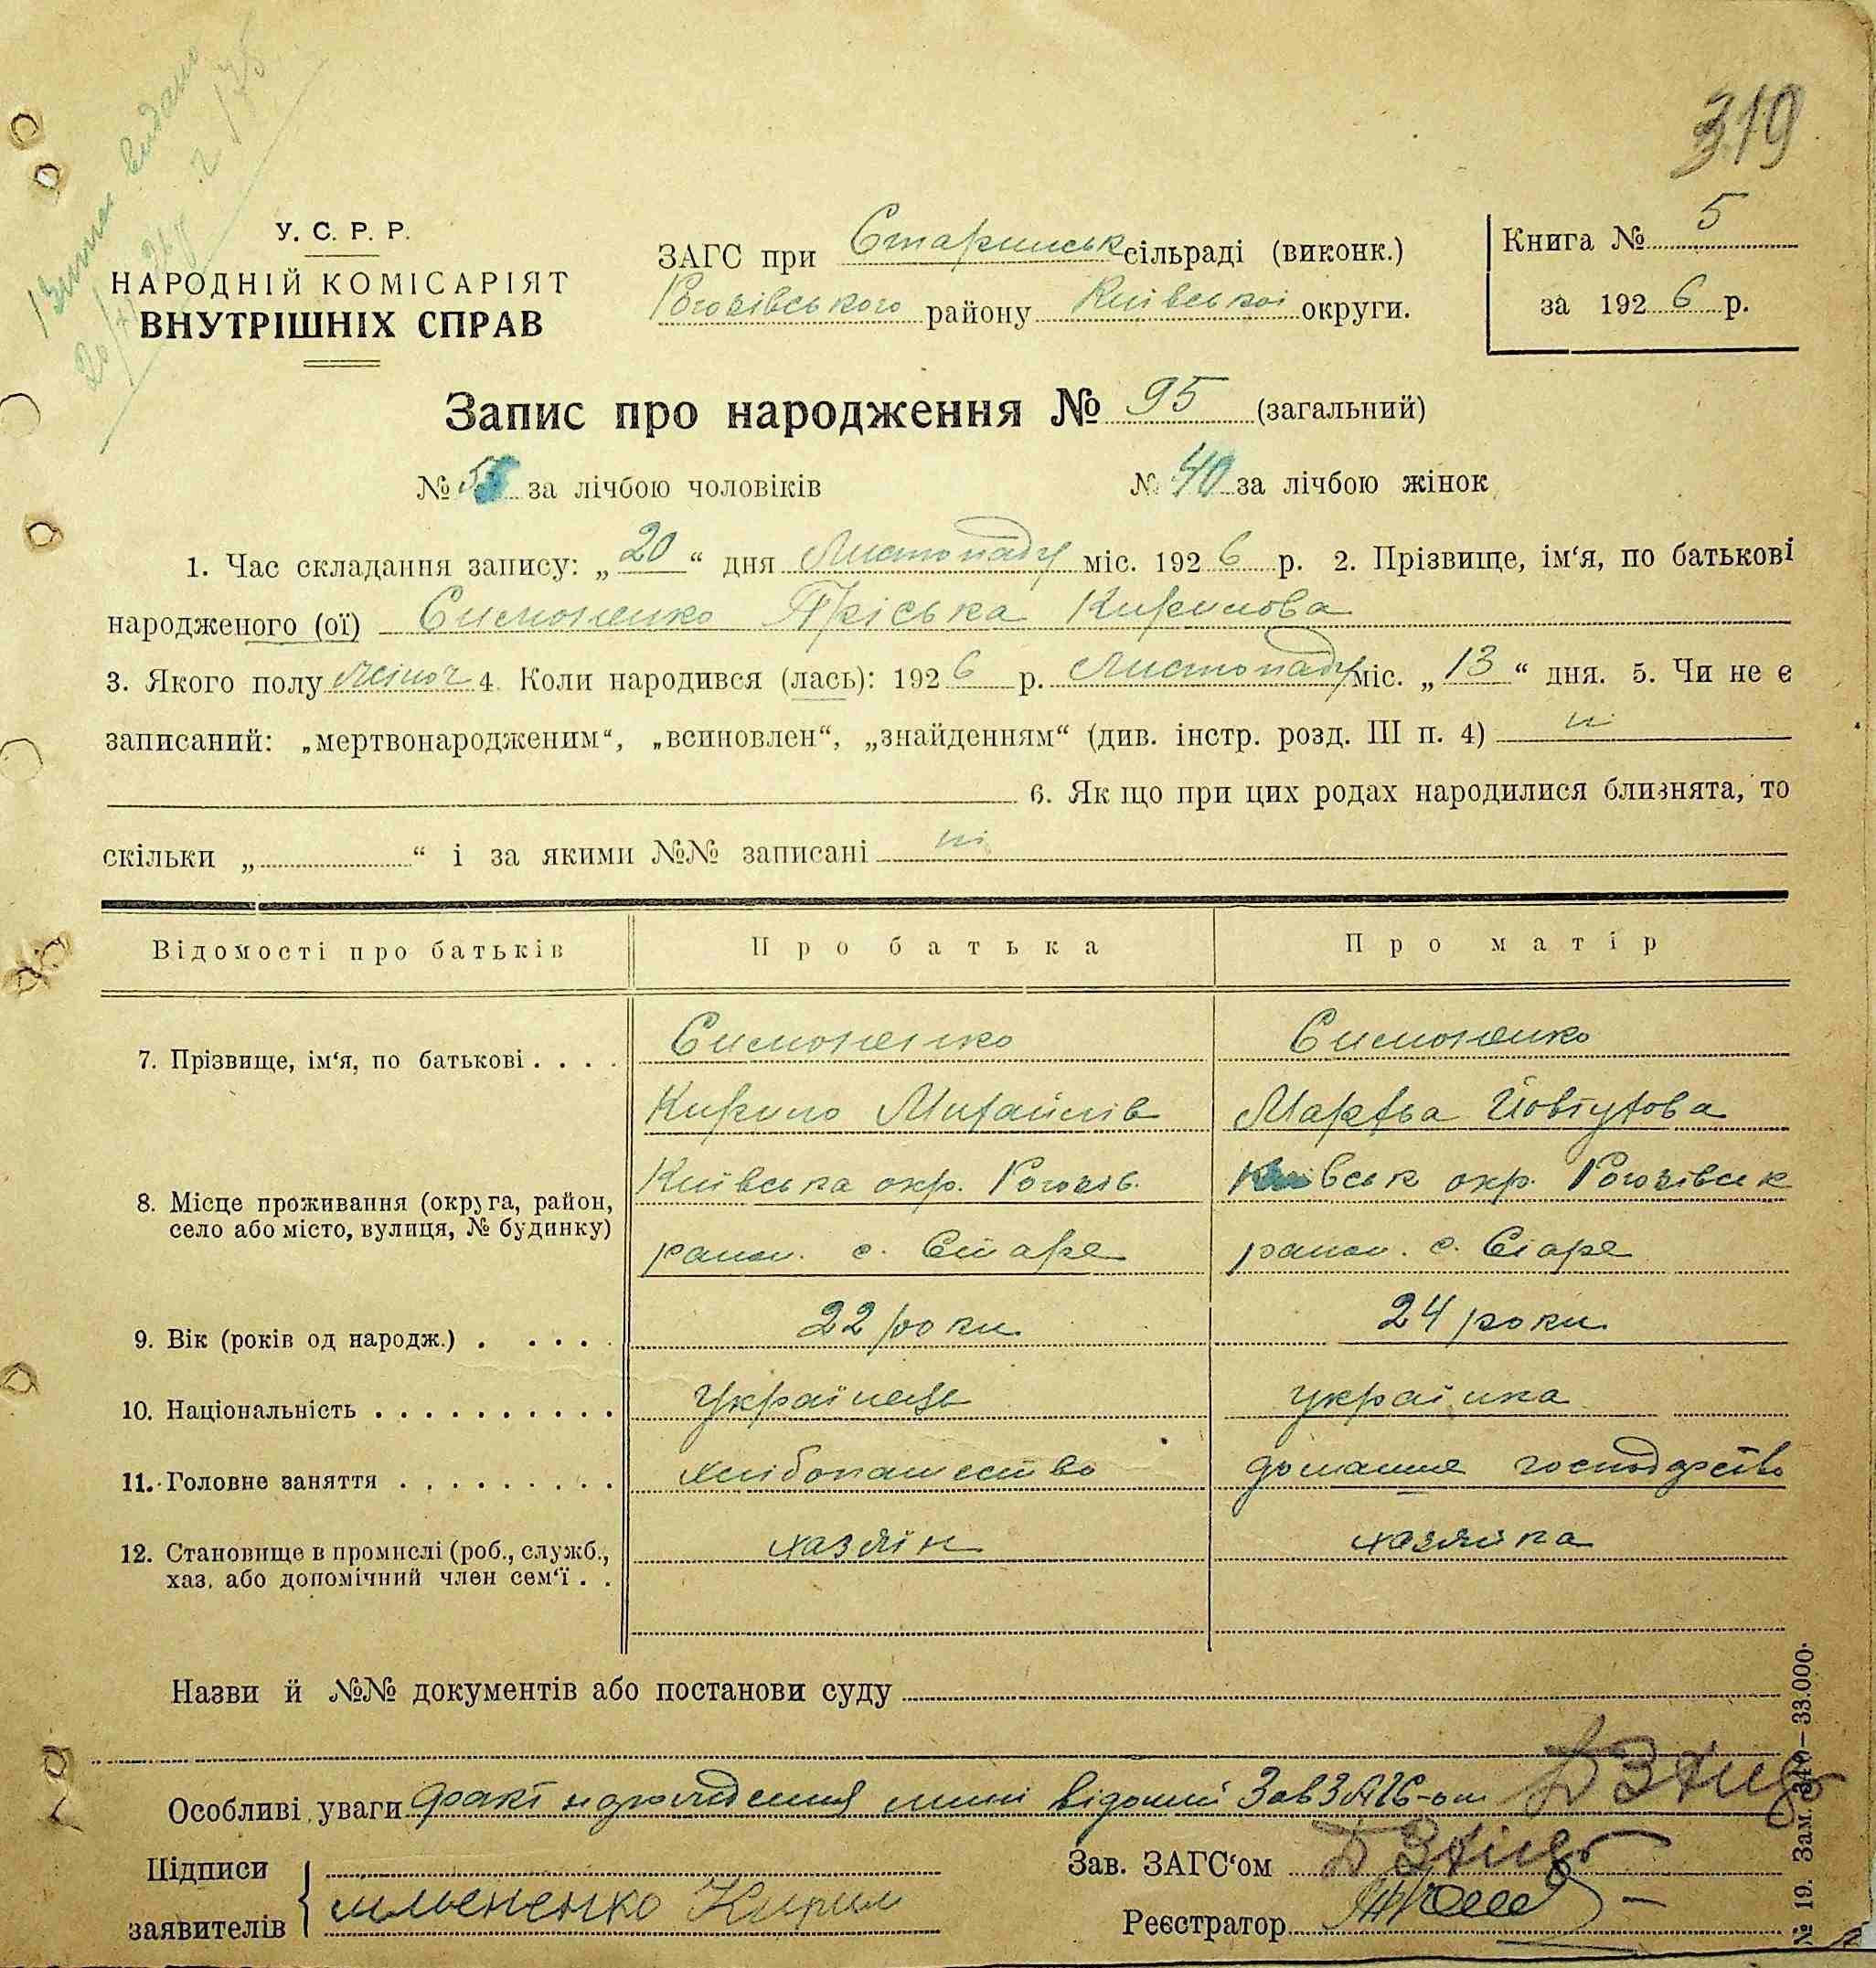 319
У. С. Р. Р.
НАРОДНІЙ КОМІСАРІЯТ
ВНУТРІШНІХ СПРАВ
ЗАГС при Старинськ сільраді (виконк.)
Рогозівського району Київської округи.
Книга № 5
за 1926 р.
Запис про народження № 95 (загальний)
№ за лічбою чоловіків № 40 за лічбою жінок
1. Час складання запису: „20“ дня Листопаду міс. 1926 р. 2. Прізвище, ім‘я, по батькові
народженого (ої) Симоненко Пріська Кирилова
3. Якого полу жіноч 4. Коли народився (лась): 1926 р. Листопаду міс. „13“ дня. 5. Чи не є
записаний: „мертвонародженим“, „всиновлен“, „знайденням“ (див. інстр. розд. III п. 4) ні
6. Як що при цих родах народилися близнята, то
скільки „ “ і за якими №№ записані ні
Відомості про батьків Про батька Про матір
7. Прізвище, ім‘я, по батькові . . . . Симоненко Симоненко
Кирило Михайлів Марфа
8. Місце проживання (округа, район, Київська окр. Рогозів. Київськ окр. Рогозівськ
село або місто, вулиця, № будинку) район. с. Старе район. с. Старе
9. Вік (років од народж.) . . . . . 22 роки 24 роки
10. Національність . . . . . . . . . . Українець українка
11. Головне заняття . . . . . . . . . хлібопашество домашнє господарство
12. Становище в промислі (роб., служб., хазяїн хазяйка
хаз. або допомічний член сем‘ї . .
Назви й №№ документів або постанови суду
Особливі уваги факт народження мині відомий Зав ЗАГС-ом
Підписи
заявителів Кирил
Зав. ЗАГС‘ом
Реєстратор
№ 19. Зам. 340—33.000.